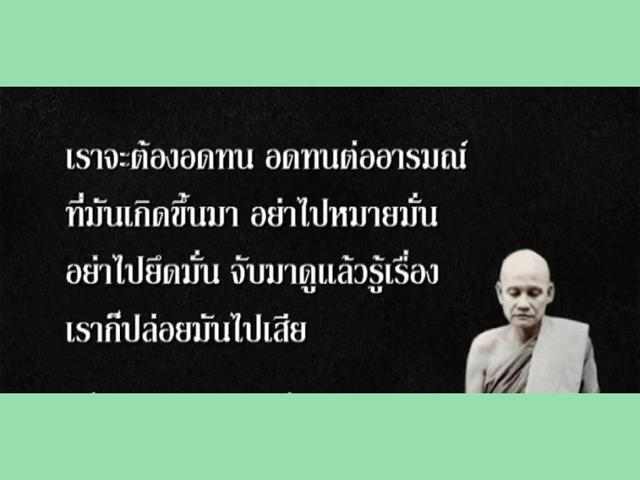 เราจะต้องอดทน อดทนต่ออารมณ์
ที่มันเกิดขึ้นมา อย่าไปหมายมั่น
อย่าไปยึดมั่น จับมาดูแล้วรู้เรื่อง
เราก็ปล่อยมันไปเสีย